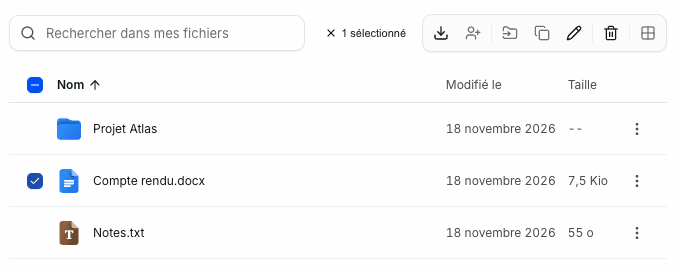 Rechercher dans mes fichiers
1 sélectionné
Nom Modifié le Taille
Projet Atlas 18 novembre 2026 --
Compte rendu.docx 18 novembre 2026 7,5 Kio
T Notes.txt 18 novembre 2026 55 o